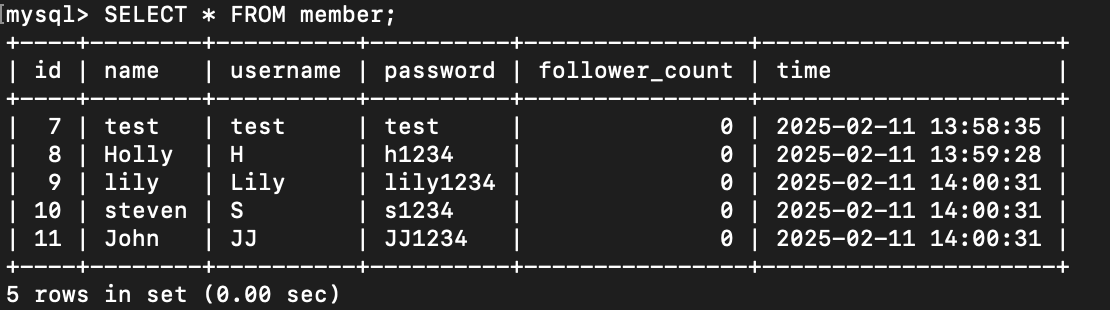 [mysql> SELECT * FROM member;
+----+--------+----------+----------+----------------+---------------------+
| id | name   | username | password | follower_count | time                |
+----+--------+----------+----------+----------------+---------------------+
|  7 | test   | test     | test     |              0 | 2025-02-11 13:58:35 |
|  8 | Holly  | H        | h1234    |              0 | 2025-02-11 13:59:28 |
|  9 | lily   | Lily     | lily1234 |              0 | 2025-02-11 14:00:31 |
| 10 | steven | S        | s1234    |              0 | 2025-02-11 14:00:31 |
| 11 | John   | JJ       | JJ1234   |              0 | 2025-02-11 14:00:31 |
+----+--------+----------+----------+----------------+---------------------+
5 rows in set (0.00 sec)